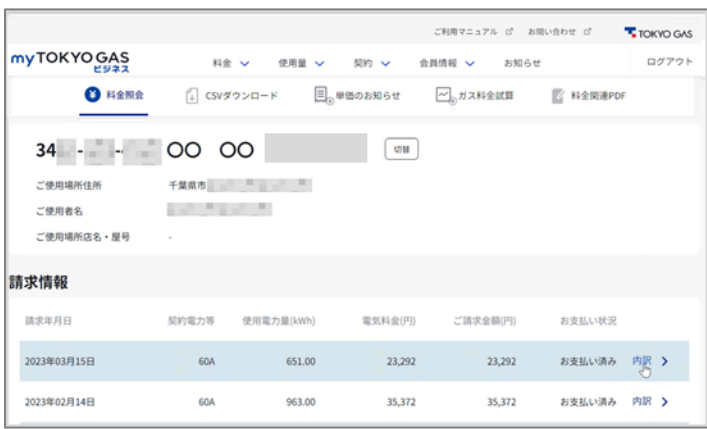 ご利用マニュアル お問い合わせ TOKYO GAS
myTOKYO GAS
ビジネス
料金 使用量 契約 会員情報 お知らせ ログアウト
料金照会 CSVダウンロード 単価のお知らせ ガス料金試算 料金関連PDF
34 - - 〇〇 〇〇 切替
ご使用場所住所 千葉県市
ご使用者名
ご使用場所店名・屋号 -
請求情報
請求年月日 契約電力等 使用電力量(kWh) 電気料金(円) ご請求金額(円) お支払い状況
2023年03月15日 60A 651.00 23,292 23,292 お支払い済み 内訳
2023年02月14日 60A 963.00 35,372 35,372 お支払い済み 内訳